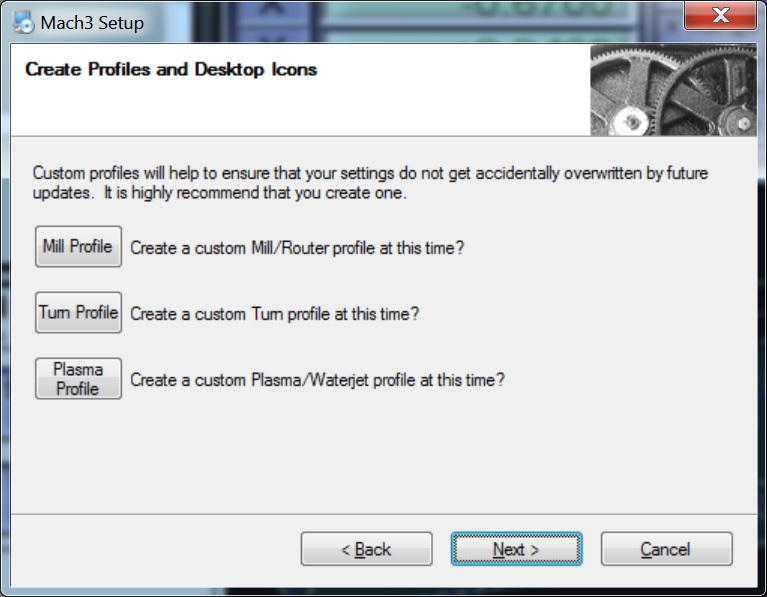 Mach3 Setup
Create Profiles and Desktop Icons
Custom profiles will help to ensure that your settings do not get accidentally overwritten by future
updates.  It is highly recommend that you create one.
Mill Profile
Create a custom Mill/Router profile at this time?
Turn Profile
Create a custom Turn profile at this time?
Plasma
Profile
Create a custom Plasma/Waterjet profile at this time?
< Back
Next >
Cancel